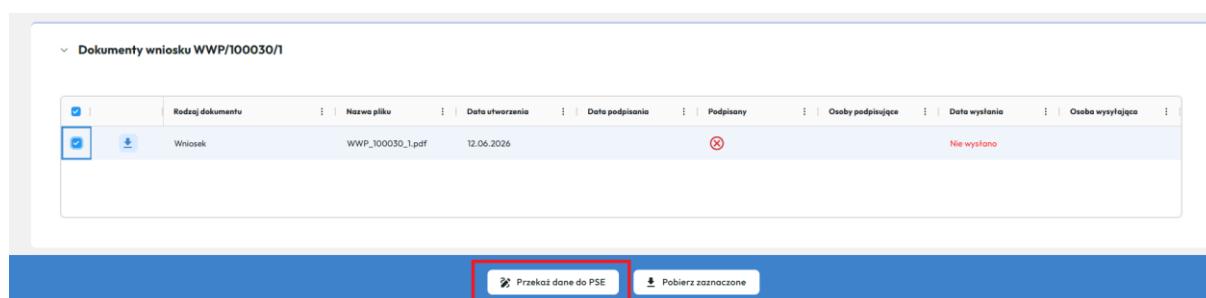 Dokumenty wniosku WWP/100030/1
Rodzaj dokumentu Nazwa pliku Data utworzenia Data podpisania Podpisany Osoby podpisujące Data wysłania Osoba wysyłająca
Wniosek WWP_100030_1.pdf 12.06.2026 Nie wysłano
Przekaż dane do PSE Pobierz zaznaczone